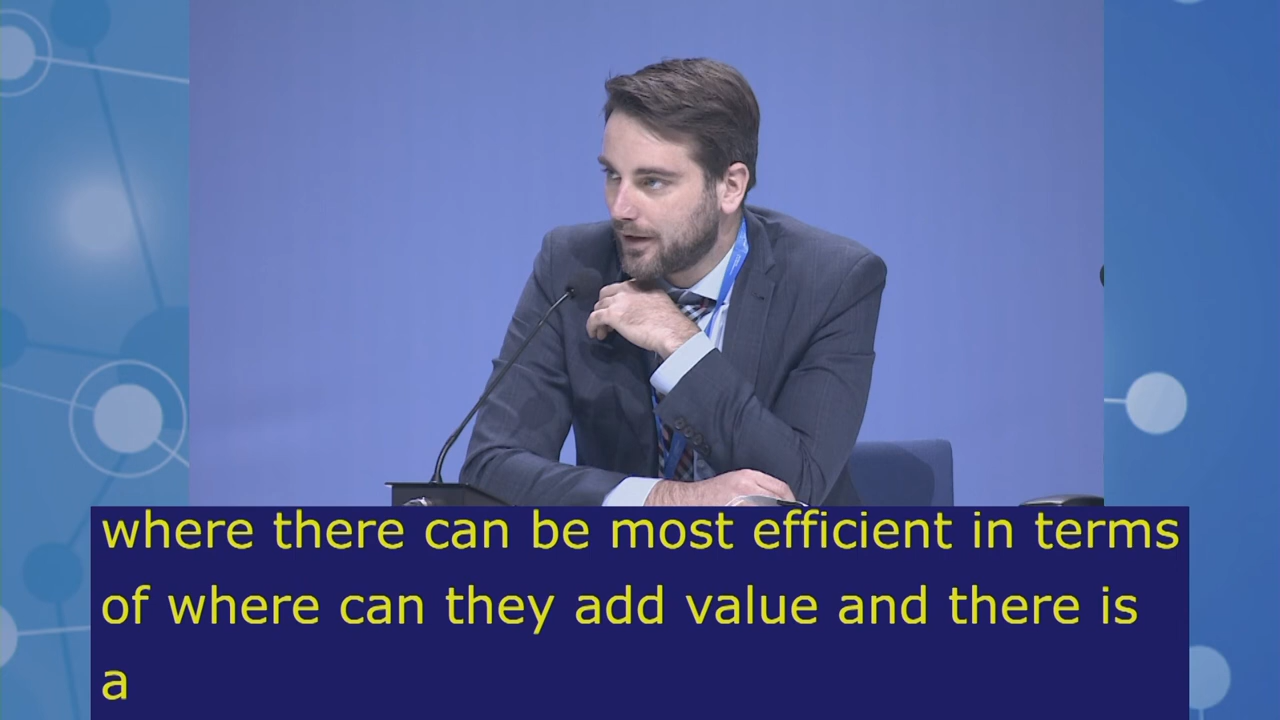 where there can be most efficient in terms
of where can they add value and there is
a